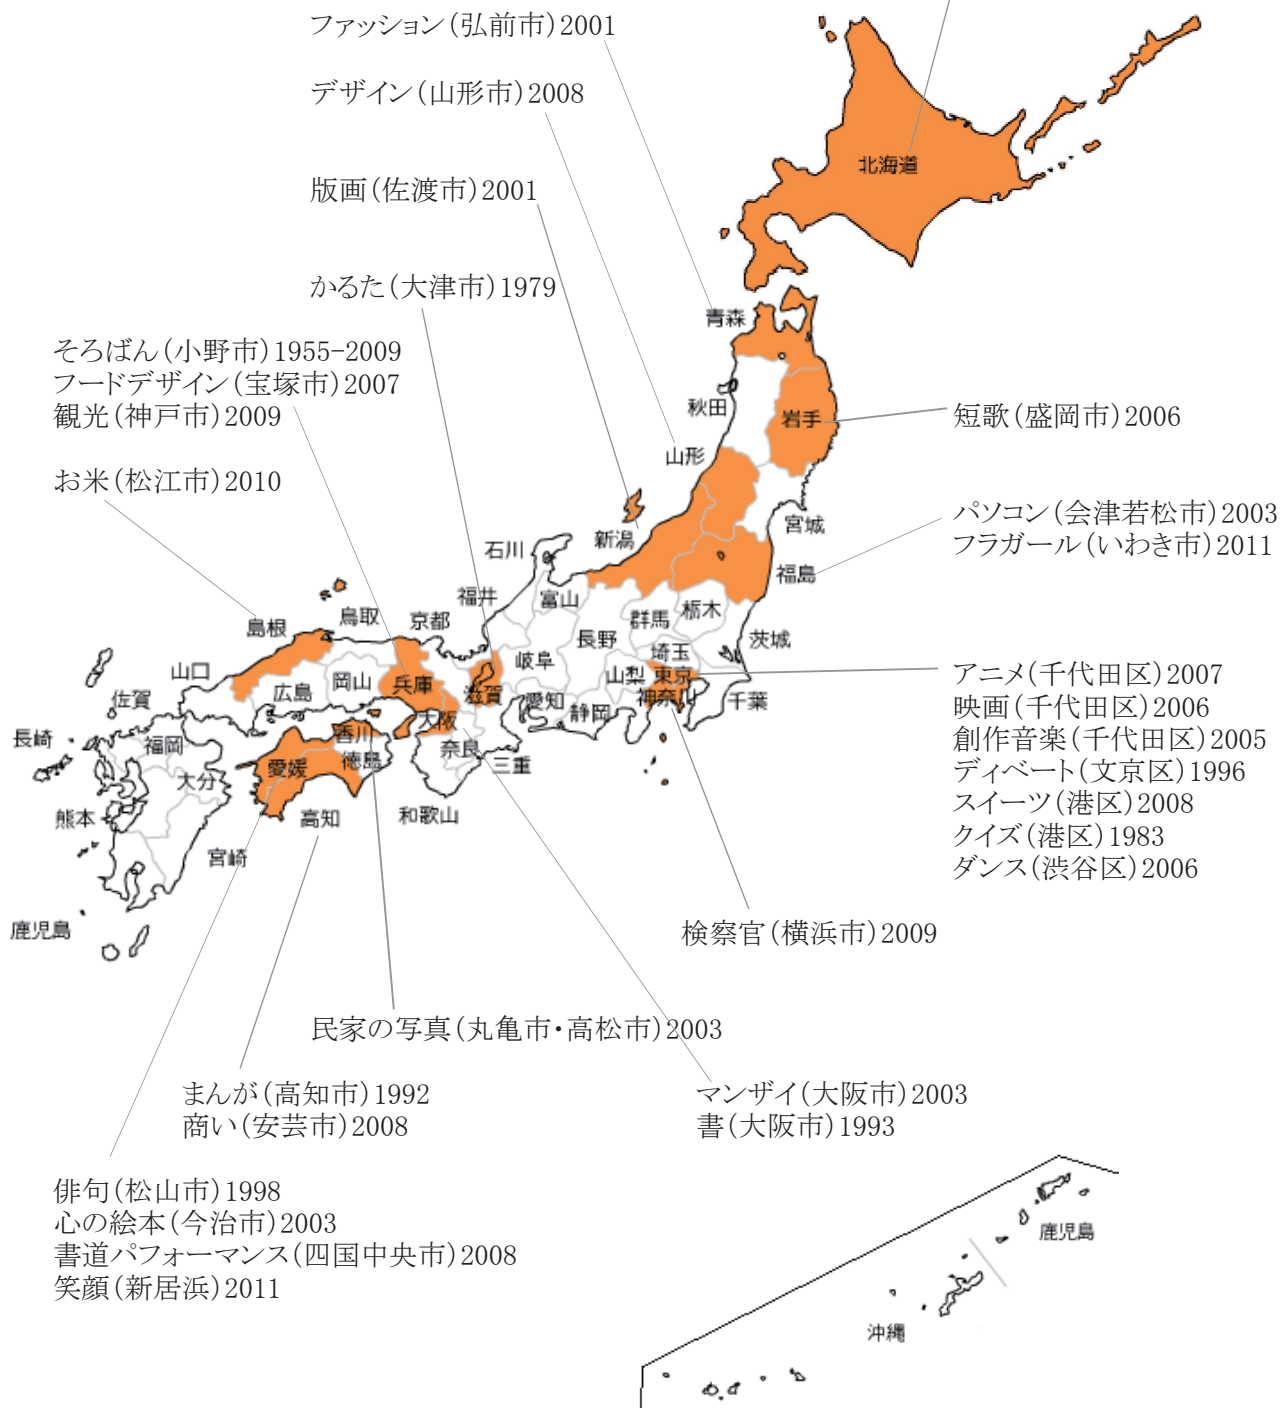 ファッション(弘前市)2001
デザイン(山形市)2008
版画(佐渡市)2001
かるた(大津市)1979
そろばん(小野市)1955-2009
フードデザイン(宝塚市)2007
観光(神戸市)2009
お米(松江市)2010
短歌(盛岡市)2006
パソコン(会津若松市)2003
フラガール(いわき市)2011
アニメ(千代田区)2007
映画(千代田区)2006
創作音楽(千代田区)2005
ディベート(文京区)1996
スイーツ(港区)2008
クイズ(港区)1983
ダンス(渋谷区)2006
検察官(横浜市)2009
民家の写真(丸亀市・高松市)2003
まんが(高知市)1992
商い(安芸市)2008
マンザイ(大阪市)2003
書(大阪市)1993
俳句(松山市)1998
心の絵本(今治市)2003
書道パフォーマンス(四国中央市)2008
笑顔(新居浜)2011
北海道
青森
秋田
岩手
山形
宮城
新潟
福島
石川
富山
福井
群馬
栃木
茨城
長野
埼玉
岐阜
山梨
東京
神奈川
千葉
愛知
静岡
京都
滋賀
鳥取
島根
兵庫
岡山
広島
山口
大阪
奈良
三重
和歌山
香川
徳島
愛媛
高知
佐賀
長崎
福岡
大分
熊本
宮崎
鹿児島
鹿児島
沖縄